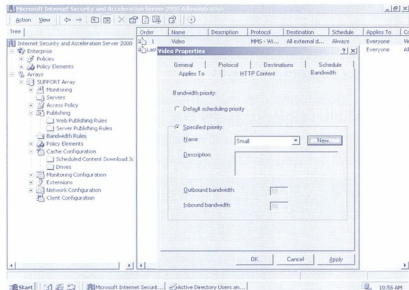 Microsoft Internet Security and Acceleration Server 2000 Administration
Action View
Tree
Internet Security and Acceleration Server 2000
Enterprise
Policies
Policy Elements
Arrays
SUPPORT Array
Monitoring
Servers
Access Policy
Publishing
Web Publishing Rules
Server Publishing Rules
Bandwidth Rules
Policy Elements
Cache Configuration
Scheduled Content Download
Drives
Monitoring Configuration
Extensions
Network Configuration
Client Configuration
Order Name Description Protocol Destination Schedule Applies To
1 Video MMS - Wi... All external d... Always Everyone
Last Everyone
Video Properties
General Protocol Destinations Schedule
Applies To HTTP Content Bandwidth
Bandwidth priority:
Default scheduling priority
Specified priority:
Name Small New...
Description
Outbound bandwidth
Inbound bandwidth
OK Cancel Apply
Start Microsoft Internet Securit... Active Directory Users an... 10:56 AM